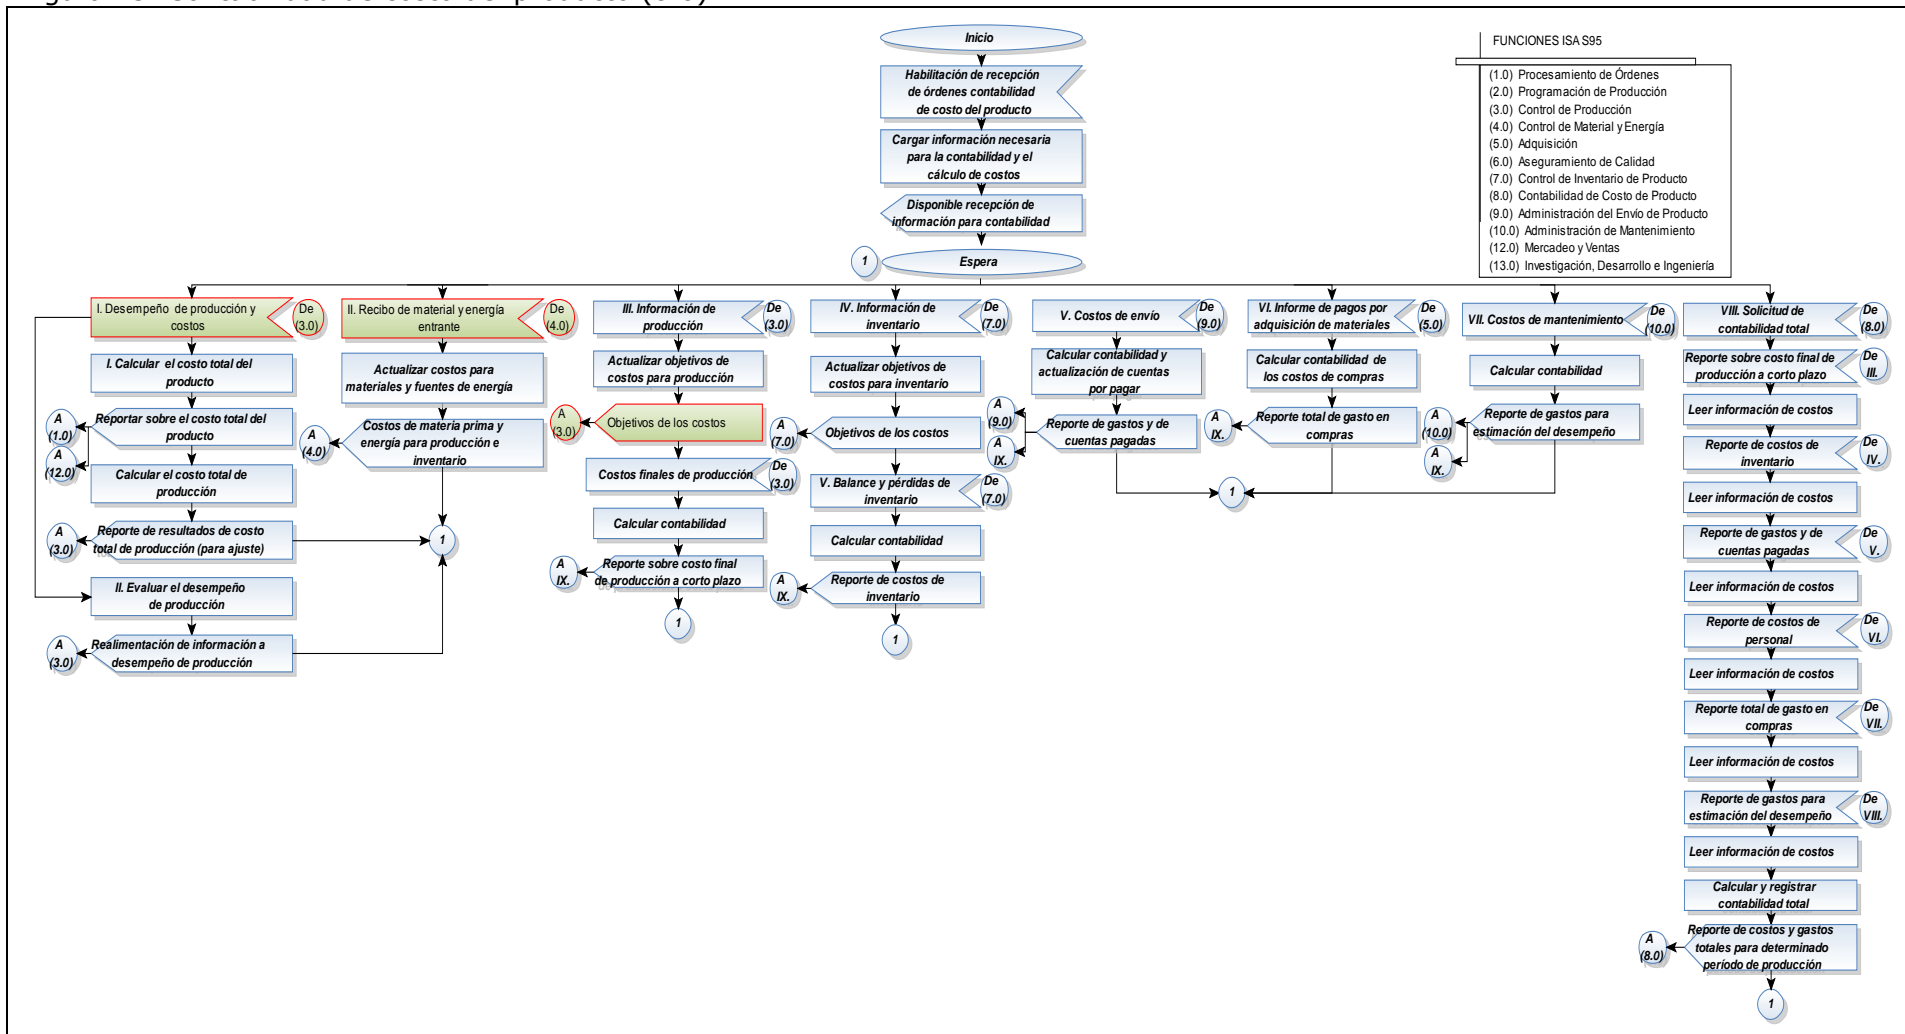 Contabilidad de costo del producto (8.0)
Inicio
Habilitación de recepción
de órdenes contabilidad
de costo del producto
Cargar información necesaria
para la contabilidad y el
cálculo de costos
Disponible recepción de
información para contabilidad
1
Espera
FUNCIONES ISA S95
(1.0) Procesamiento de Órdenes
(2.0) Programación de Producción
(3.0) Control de Producción
(4.0) Control de Material y Energía
(5.0) Adquisición
(6.0) Aseguramiento de Calidad
(7.0) Control de Inventario de Producto
(8.0) Contabilidad de Costo de Producto
(9.0) Administración del Envío de Producto
(10.0) Administración de Mantenimiento
(12.0) Mercadeo y Ventas
(13.0) Investigación, Desarrollo e Ingeniería
I. Desempeño de producción y
costos
De
(3.0)
I. Calcular el costo total del
producto
Reportar sobre el costo total del
producto
A
(1.0)
A
(12.0)
Calcular el costo total de
producción
Reporte de resultados de costo
total de producción (para ajuste)
A
(3.0)
II. Evaluar el desempeño
de producción
Realimentación de información a
desempeño de producción
A
(3.0)
II. Recibo de material y energía
entrante
De
(4.0)
Actualizar costos para
materiales y fuentes de energía
Costos de materia prima y
energía para producción e
inventario
A
(4.0)
1
III. Información de
producción
De
(3.0)
Actualizar objetivos de
costos para producción
Objetivos de los costos
A
(3.0)
Costos finales de producción
De
(3.0)
Calcular contabilidad
Reporte sobre costo final
de producción a corto plazo
A
IX.
1
IV. Información de
inventario
De
(7.0)
Actualizar objetivos de
costos para inventario
Objetivos de los costos
A
(7.0)
V. Balance y pérdidas de
inventario
De
(7.0)
Calcular contabilidad
Reporte de costos de
inventario
A
IX.
1
V. Costos de envío
De
(9.0)
Calcular contabilidad y
actualización de cuentas
por pagar
Reporte de gastos y de
cuentas pagadas
A
(9.0)
A
IX.
VI. Informe de pagos por
adquisición de materiales
De
(5.0)
Calcular contabilidad de
los costos de compras
Reporte total de gasto en
compras
A
IX.
1
VII. Costos de mantenimiento
De
(10.0)
Calcular contabilidad
Reporte de gastos para
estimación del desempeño
A
(10.0)
A
IX.
VIII. Solicitud de
contabilidad total
De
(8.0)
Reporte sobre costo final de
producción a corto plazo
De
III.
Leer información de costos
Reporte de costos de
inventario
De
IV.
Leer información de costos
Reporte de gastos y de
cuentas pagadas
De
V.
Leer información de costos
Reporte de costos de
personal
De
VI.
Leer información de costos
Reporte total de gasto en
compras
De
VII.
Leer información de costos
Reporte de gastos para
estimación del desempeño
De
VIII.
Leer información de costos
Calcular y registrar
contabilidad total
Reporte de costos y gastos
totales para determinado
período de producción
A
(8.0)
1